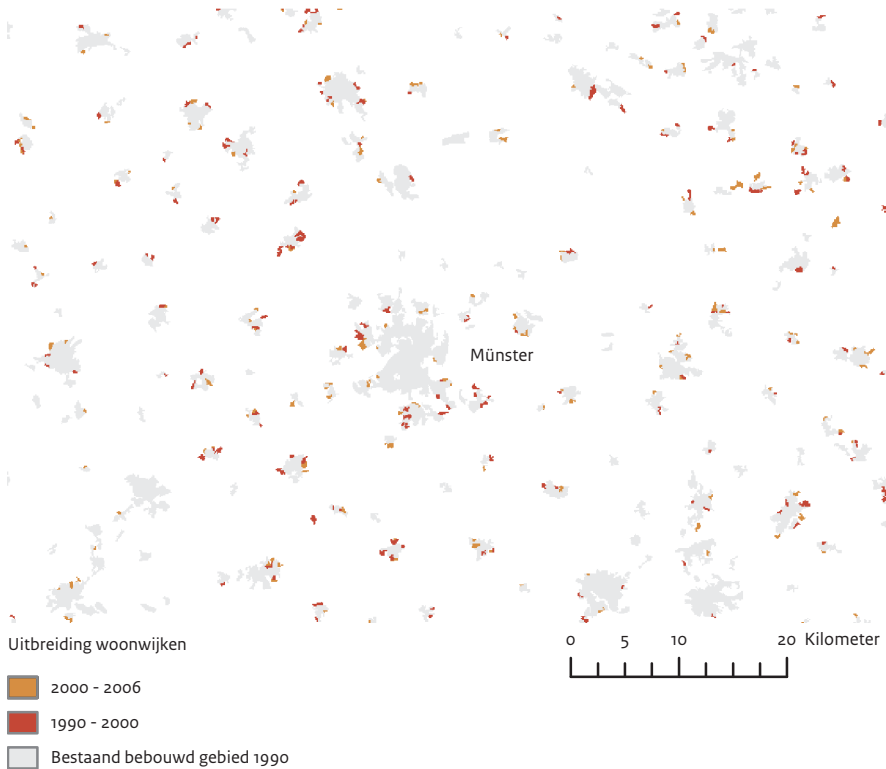 Münster
Uitbreiding woonwijken
0 5 10 20 Kilometer
2000 - 2006
1990 - 2000
Bestaand bebouwd gebied 1990